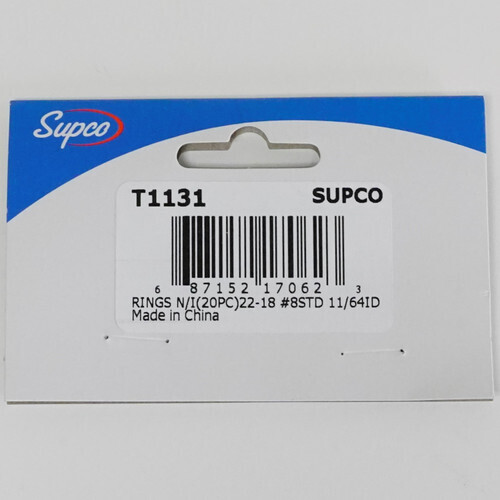 Supco
T1131 SUPCO
6 87152 17062 3
RINGS N/I(20PC)22-18 #8STD 11/64ID
Made in China